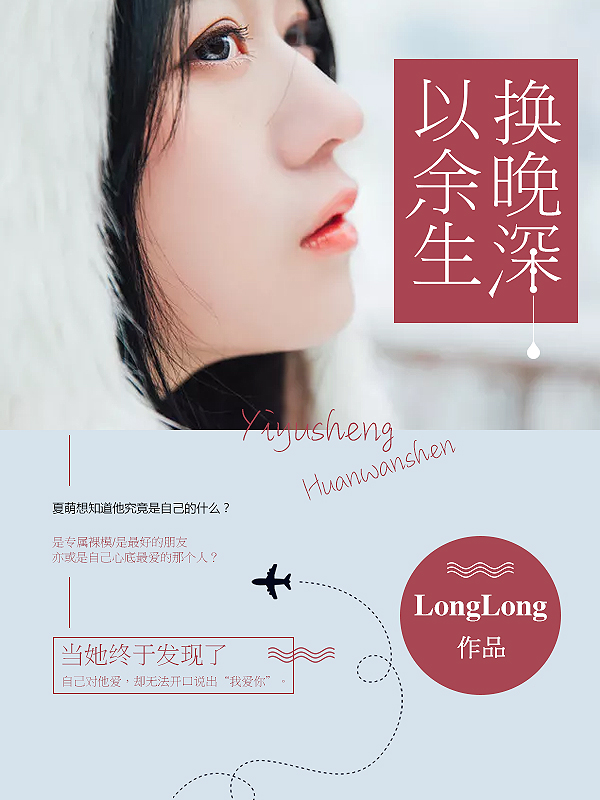 以余生
换晚深
Yiyusheng
Huanwanshen
夏萌想知道他究竟是自己的什么？
是专属裸模/是最好的朋友
亦或是自己心底最爱的那个人？
LongLong
作品
当她终于发现了
自己对他爱，却无法开口说出“我爱你”。